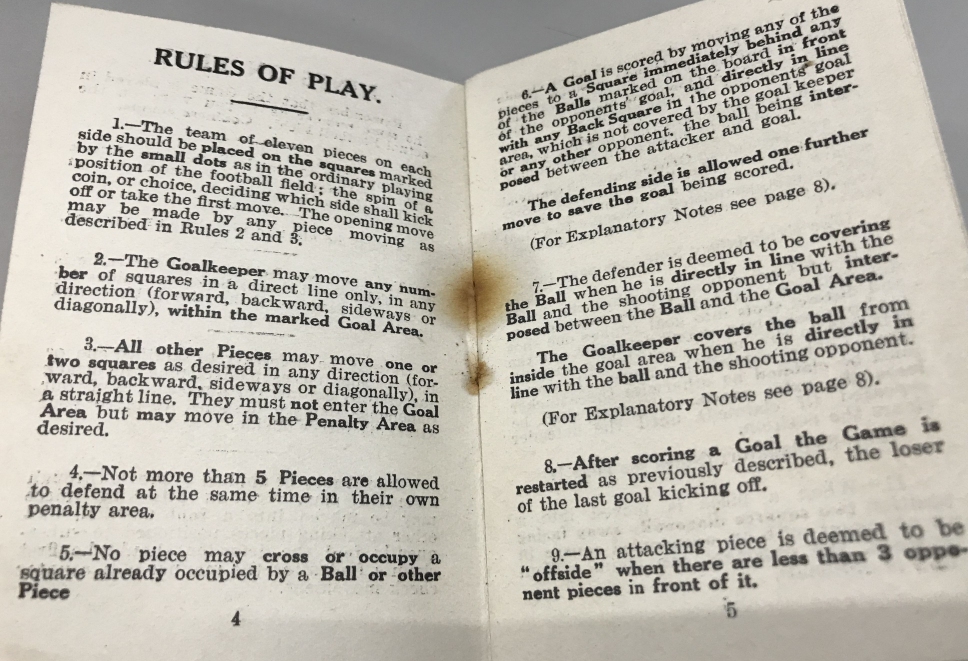 RULES OF PLAY.
1.—The team of eleven pieces on each
side should be placed on the squares marked
by the small dots as in the ordinary playing
position of the football field; the spin of a
coin, or choice, deciding which side shall kick
off or take the first move. The opening move
may be made by any piece moving as
described in Rules 2 and 3.
2.—The Goalkeeper may move any num-
ber of squares in a direct line only, in any
direction (forward, backward, sideways or
diagonally), within the marked Goal Area.
3.—All other Pieces may move one or
two squares as desired in any direction (for-
ward, backward, sideways or diagonally), in
a straight line. They must not enter the Goal
Area but may move in the Penalty Area as
desired.
4.—Not more than 5 Pieces are allowed
to defend at the same time in their own
penalty area.
5.—No piece may cross or occupy a
square already occupied by a Ball or other
Piece
4
6.—A Goal is scored by moving any of the
pieces to a Square immediately behind any
of the Balls marked on the board in front
of the opponents' goal, and directly in line
with any Back Square in the opponents' goal
area, which is not covered by the goal keeper
or any other opponent, the ball being inter-
posed between the attacker and goal.
The defending side is allowed one further
move to save the goal being scored.
(For Explanatory Notes see page 8).
7.—The defender is deemed to be covering
the Ball when he is directly in line with the
Ball and the shooting opponent but inter-
posed between the Ball and the Goal Area.
The Goalkeeper covers the ball from
inside the goal area when he is directly in
line with the ball and the shooting opponent.
(For Explanatory Notes see page 8).
8.—After scoring a Goal the Game is
restarted as previously described, the loser
of the last goal kicking off.
9.—An attacking piece is deemed to be
"offside" when there are less than 3 oppo-
nent pieces in front of it.
5